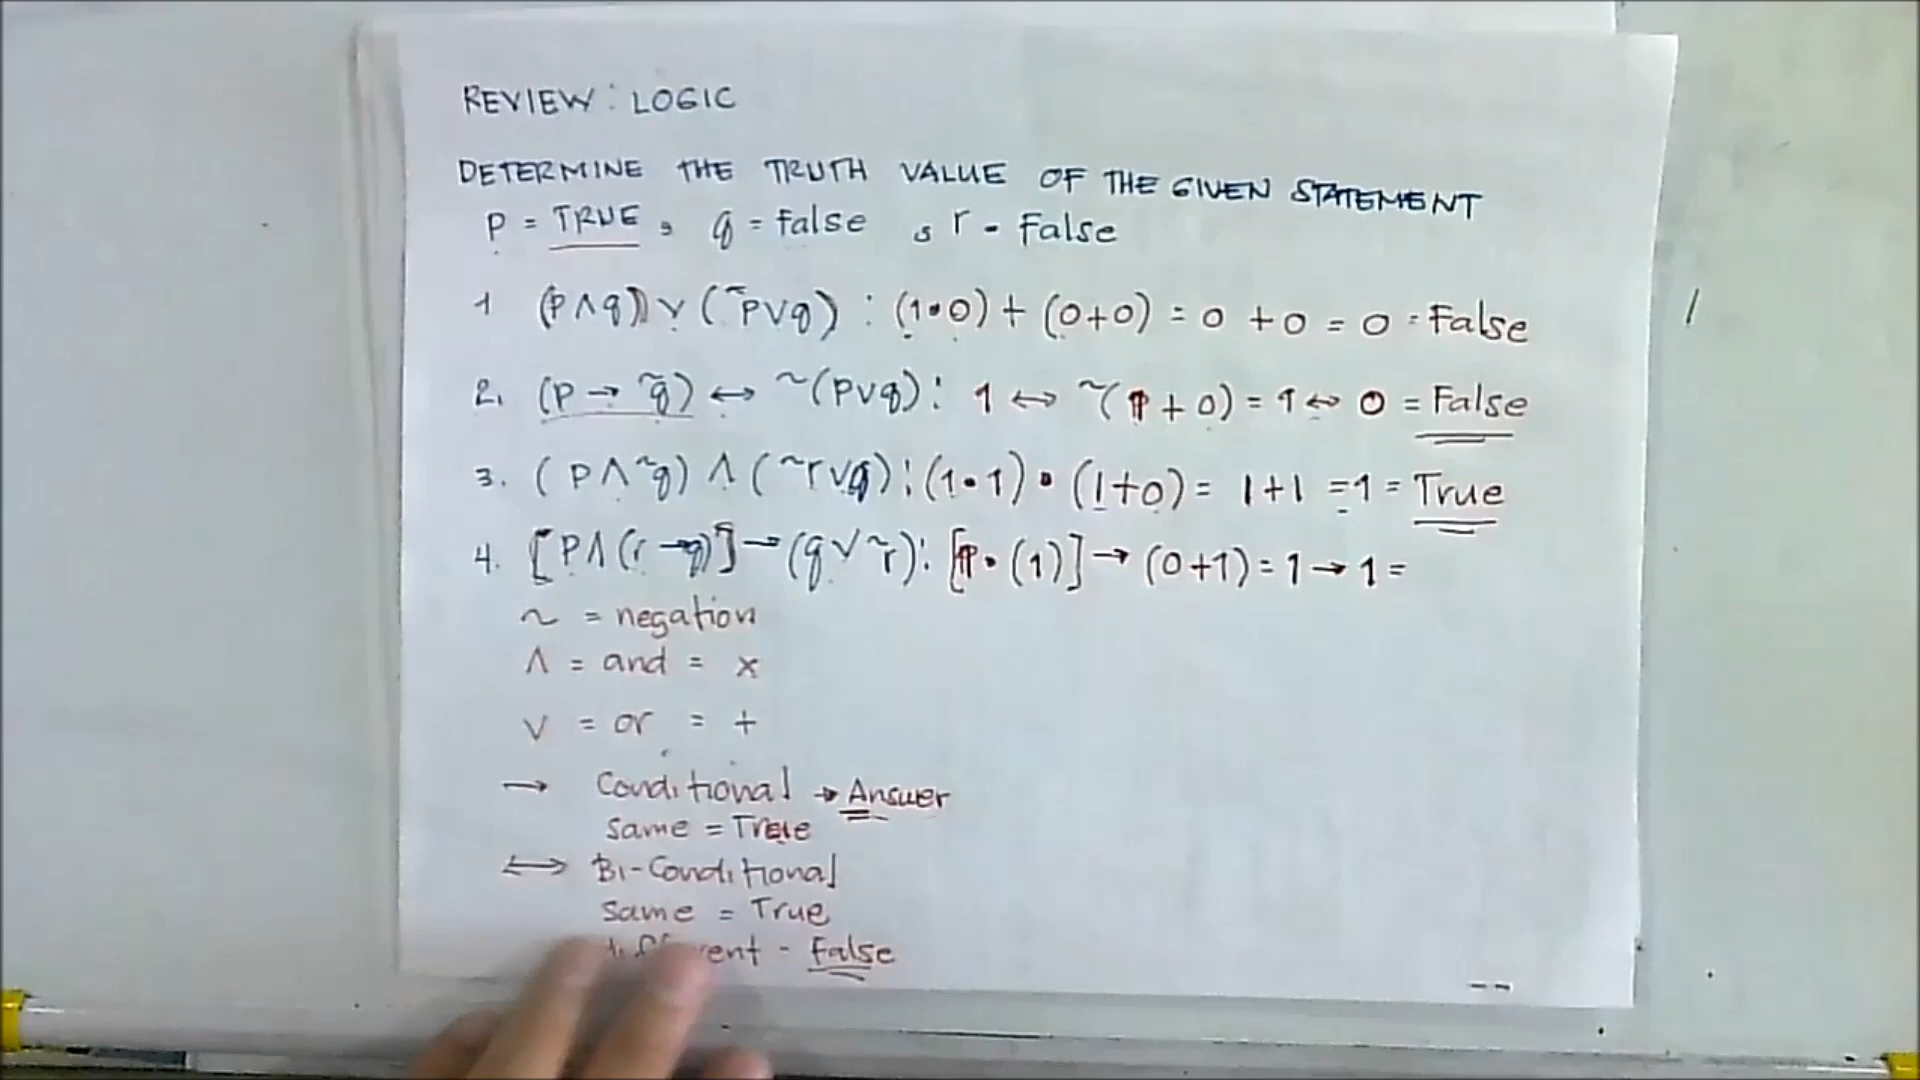 REVIEW: LOGIC
DETERMINE THE TRUTH VALUE OF THE GIVEN STATEMENT
P = TRUE, q = false, r - False
1 (p∧q)∨(~p∨q) : (1•0)+(0+0) = 0 +0 = 0 = False
2. (p → ~q) ↔ ~(p∨q) : 1 ↔ ~(1+0) = 1 ↔ 0 = False
3. (p∧~q) ∧ (~r∨q) : (1•1) • (1+0) = 1+1 =1 = True
4. [P∧(r→q)] → (q∨~r) : [1•(1)] → (0+1) = 1 → 1 =
~ = negation
∧ = and = x
∨ = or = +
→ Conditional → Answer
same = True
↔ Bi-Conditional
same = True
- False